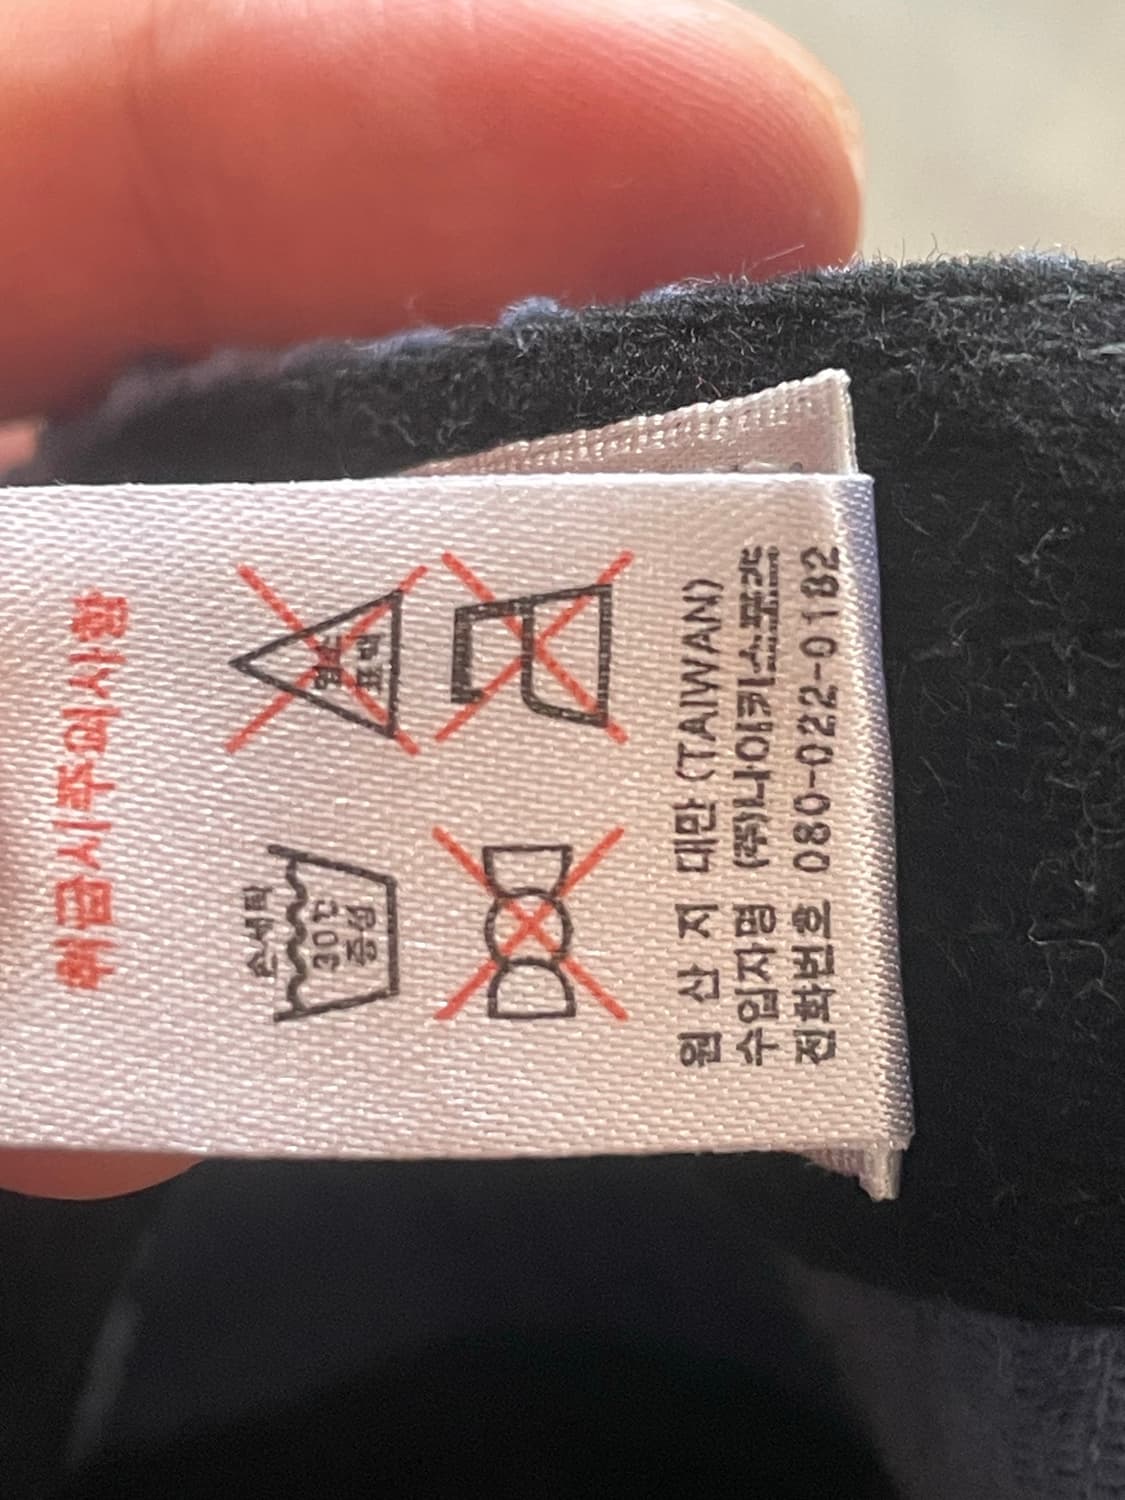 취급시주의사항
손세탁
30℃
중성
염소
표백
원 산 지 대만 (TAIWAN)
수입자명 (주)나이키스포츠
전화번호 080-022-0182